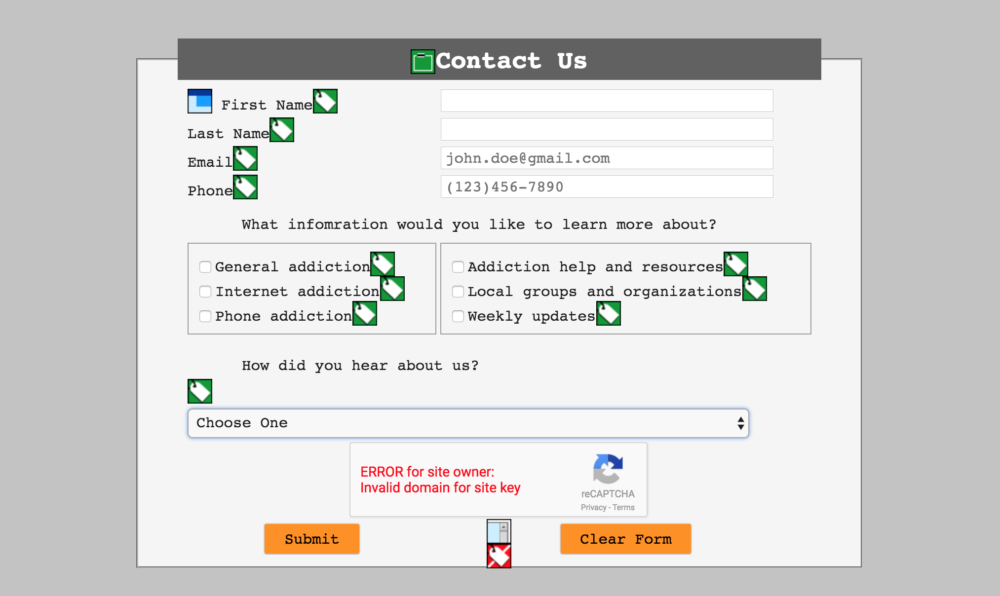 Contact Us
First Name
Last Name
Email
john.doe@gmail.com
Phone
(123)456-7890
What infomration would you like to learn more about?
General addiction
Internet addiction
Phone addiction
Addiction help and resources
Local groups and organizations
Weekly updates
How did you hear about us?
Choose One
ERROR for site owner:
Invalid domain for site key
reCAPTCHA
Privacy - Terms
Submit
Clear Form